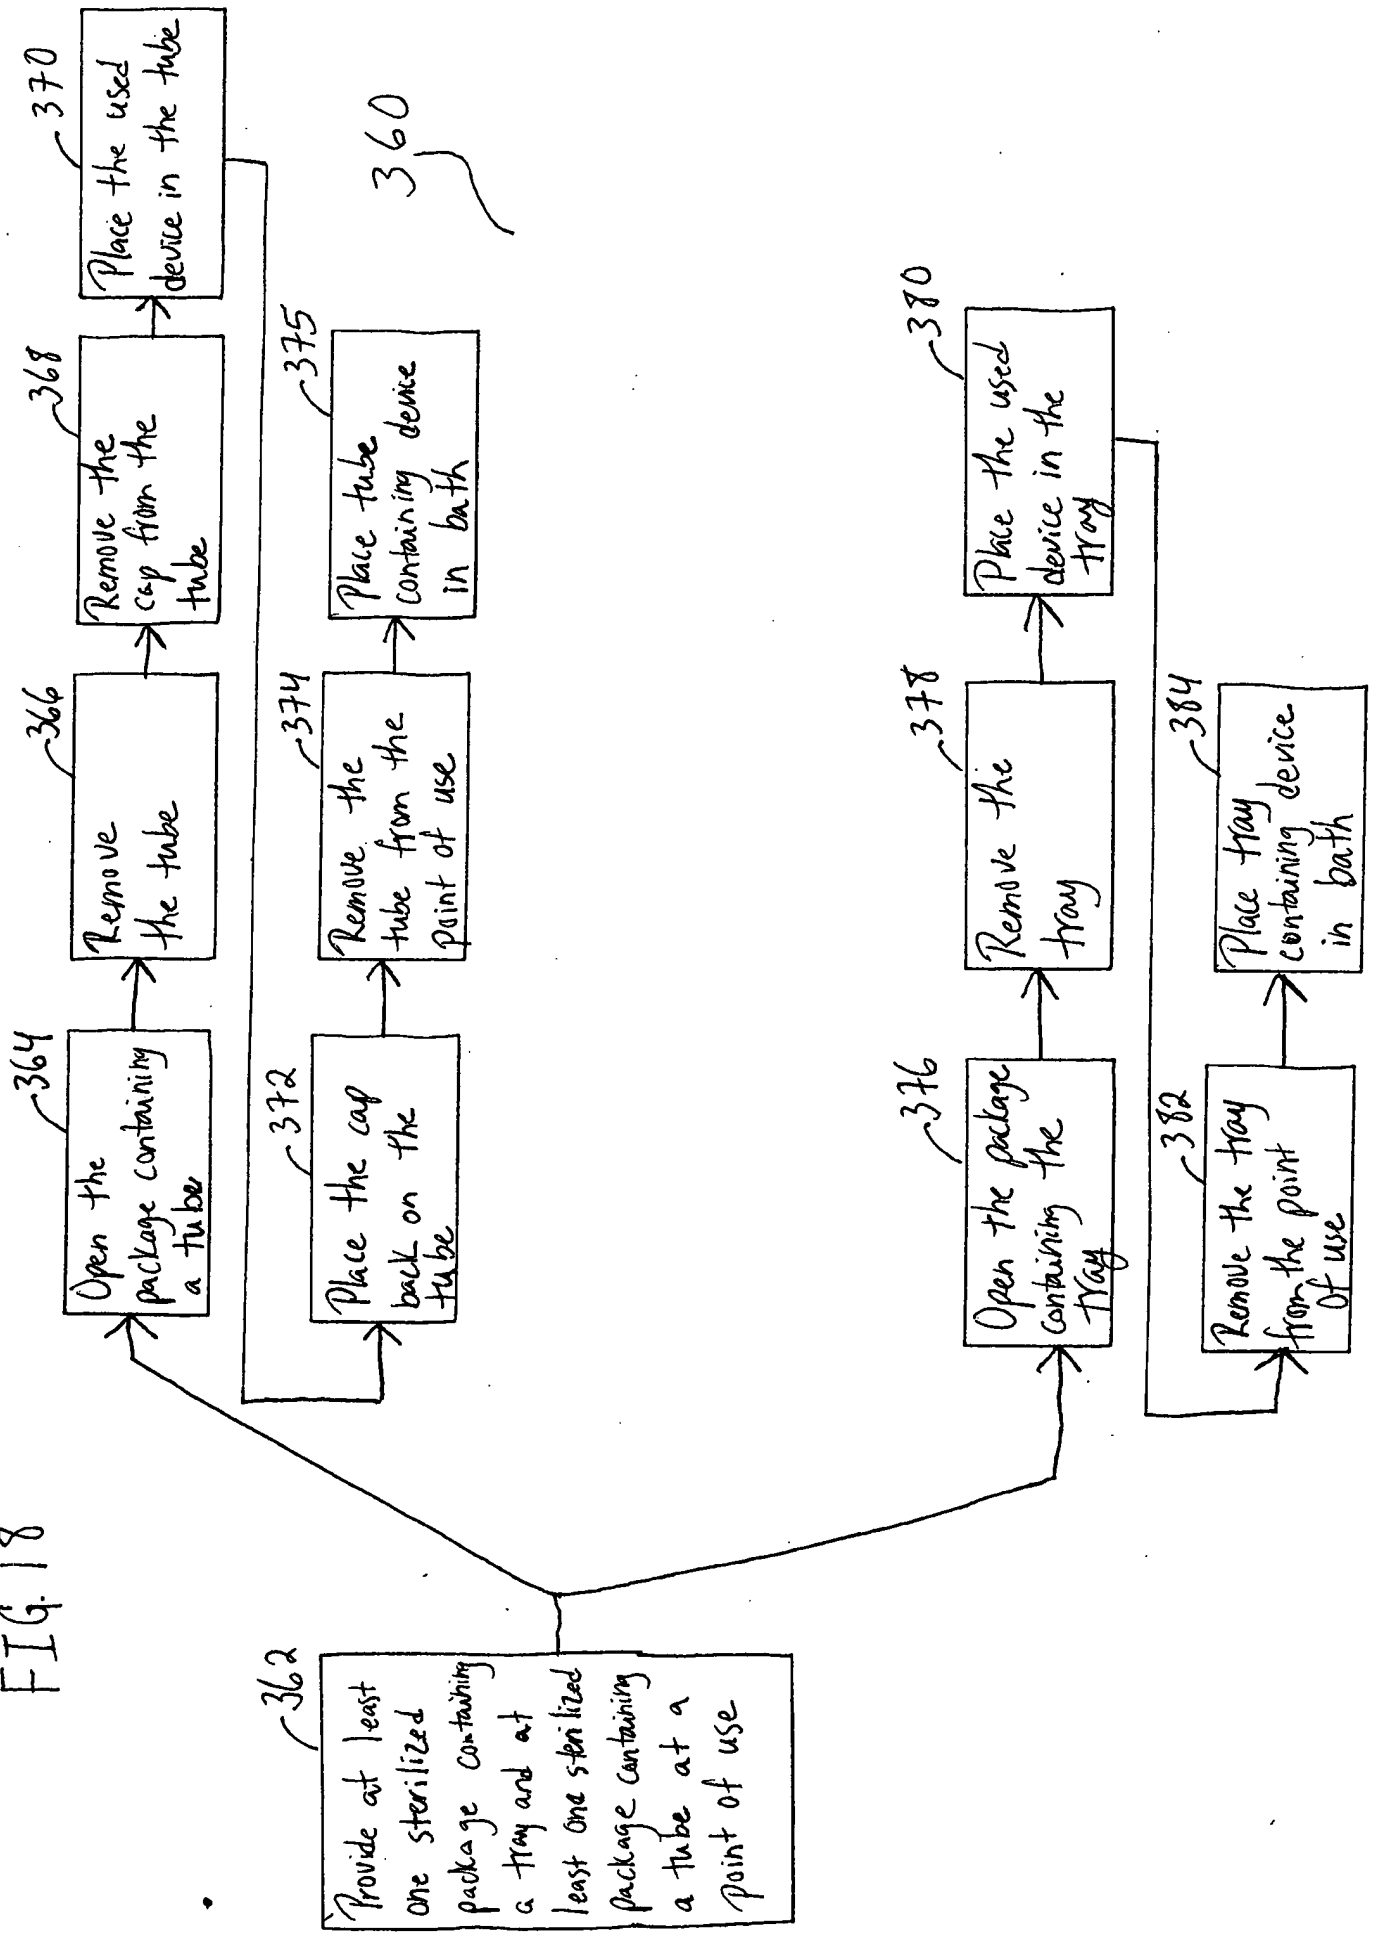 FIG. 18
362
Provide at least
one sterilized
package containing
a tray and at
least one sterilized
package containing
a tube at a
point of use
364
Open the
package containing
a tube
366
Remove
the tube
368
Remove the
cap from the
tube
370
Place the used
device in the tube
372
Place the cap
back on the
tube
374
Remove the
tube from the
point of use
375
Place tube
containing device
in bath
360
376
Open the package
containing the
tray
378
Remove the
tray
380
Place the used
device in the
tray
382
Remove the tray
from the point
of use
384
Place tray
containing device
in bath